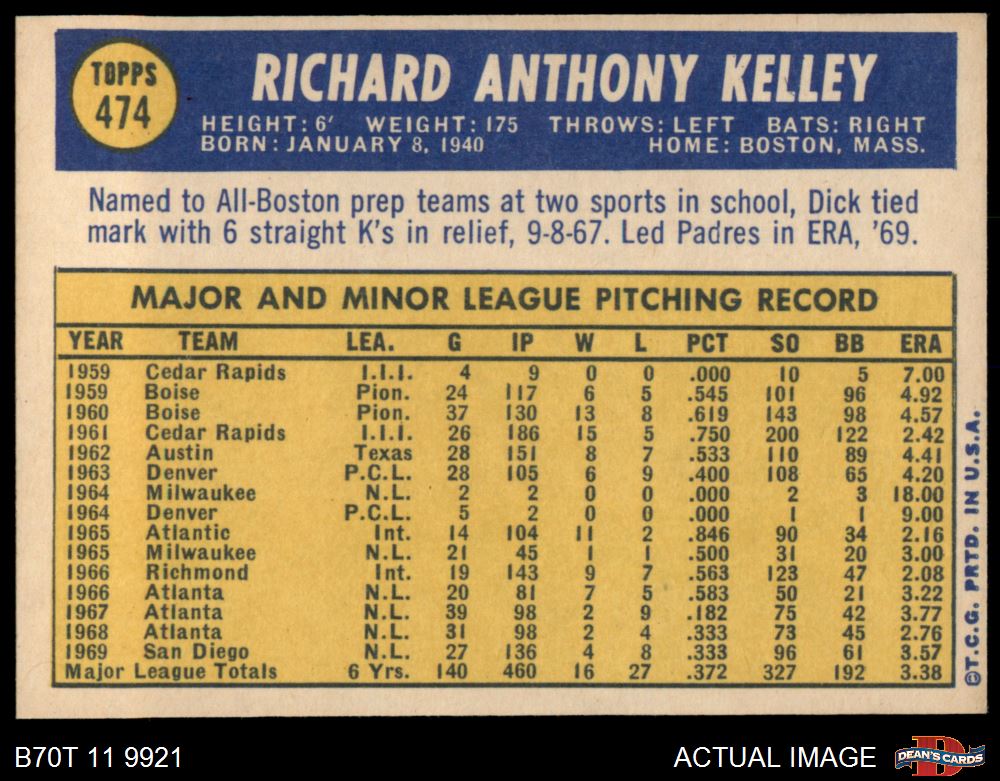 TOPPS
474
RICHARD ANTHONY KELLEY
HEIGHT: 6' WEIGHT: 175 THROWS: LEFT BATS: RIGHT
BORN: JANUARY 8, 1940 HOME: BOSTON, MASS.
Named to All-Boston prep teams at two sports in school, Dick tied
mark with 6 straight K's in relief, 9-8-67. Led Padres in ERA, '69.
MAJOR AND MINOR LEAGUE PITCHING RECORD
YEAR TEAM LEA. G IP W L PCT SO BB ERA
1959 Cedar Rapids I.I.I. 4 9 0 0 .000 10 5 7.00
1959 Boise Pion. 24 117 6 5 .545 101 96 4.92
1960 Boise Pion. 37 130 13 8 .619 143 98 4.57
1961 Cedar Rapids I.I.I. 26 186 15 5 .750 200 122 2.42
1962 Austin Texas 28 151 8 7 .533 110 89 4.41
1963 Denver P.C.L. 28 105 6 9 .400 108 65 4.20
1964 Milwaukee N.L. 2 2 0 0 .000 2 3 18.00
1964 Denver P.C.L. 5 2 0 0 .000 1 1 9.00
1965 Atlantic Int. 14 104 11 2 .846 90 34 2.16
1965 Milwaukee N.L. 21 45 1 1 .500 31 20 3.00
1966 Richmond Int. 19 143 9 7 .563 123 47 2.08
1966 Atlanta N.L. 20 81 7 5 .583 50 21 3.22
1967 Atlanta N.L. 39 98 2 9 .182 75 42 3.77
1968 Atlanta N.L. 31 98 2 4 .333 73 45 2.76
1969 San Diego N.L. 27 136 4 8 .333 96 61 3.57
Major League Totals 6 Yrs. 140 460 16 27 .372 327 192 3.38
©T.C.G. PRTD. IN U.S.A.
B70T 11 9921 ACTUAL IMAGE
D
DEAN'S CARDS